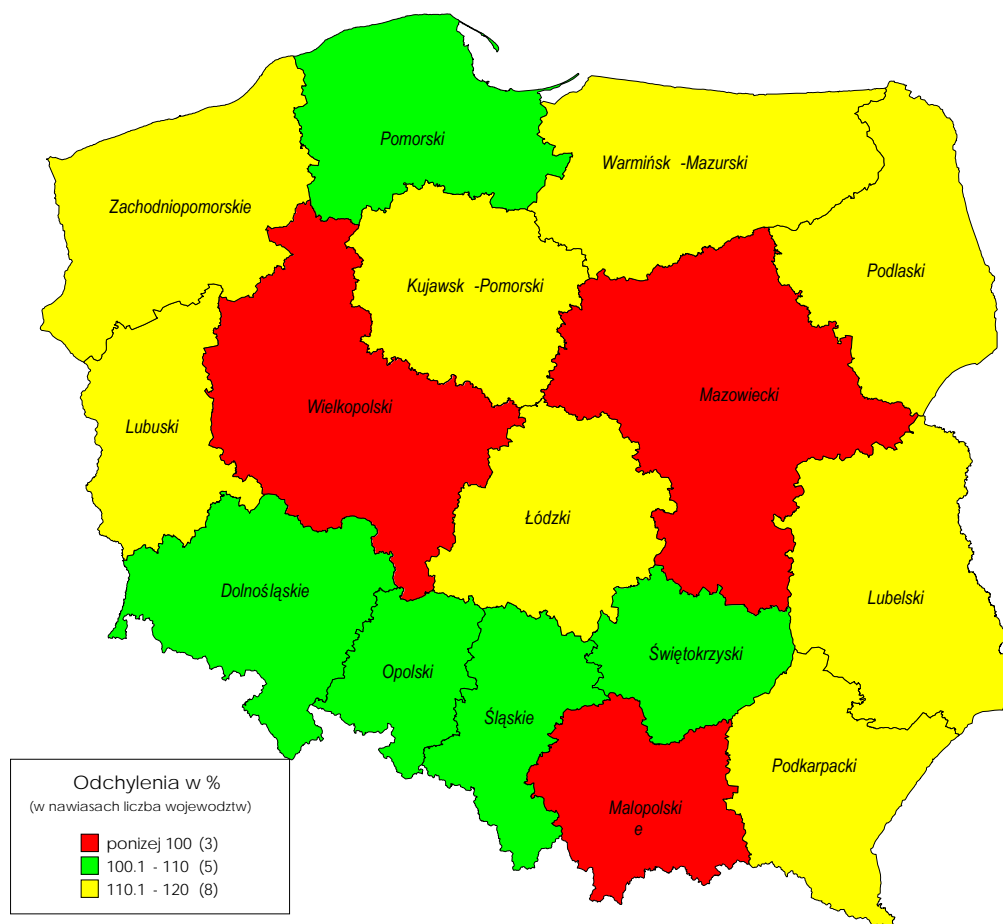 Pomorski
Warmińsk -Mazurski
Zachodniopomorskie
Podlaski
Kujawsk -Pomorski
Mazowiecki
Wielkopolski
Lubuski
Łódzki
Dolnośląskie
Lubelski
Świętokrzyski
Opolski
Śląskie
Podkarpacki
Malopolski
e
Odchylenia w %
(w nawiasach liczba wojewodztw)
ponizej 100 (3)
100.1 - 110 (5)
110.1 - 120 (8)